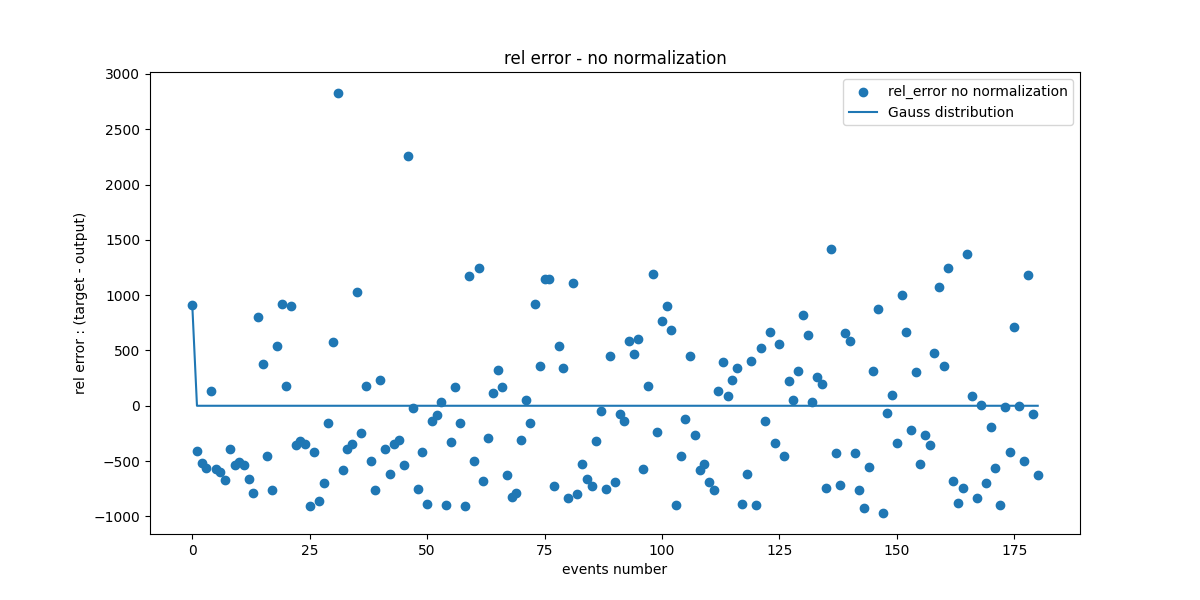 rel error - no normalization
rel_error no normalization
Gauss distribution
rel error : (target - output)
3000
2500
2000
1500
1000
500
0
−500
−1000
0 25 50 75 100 125 150 175
events number